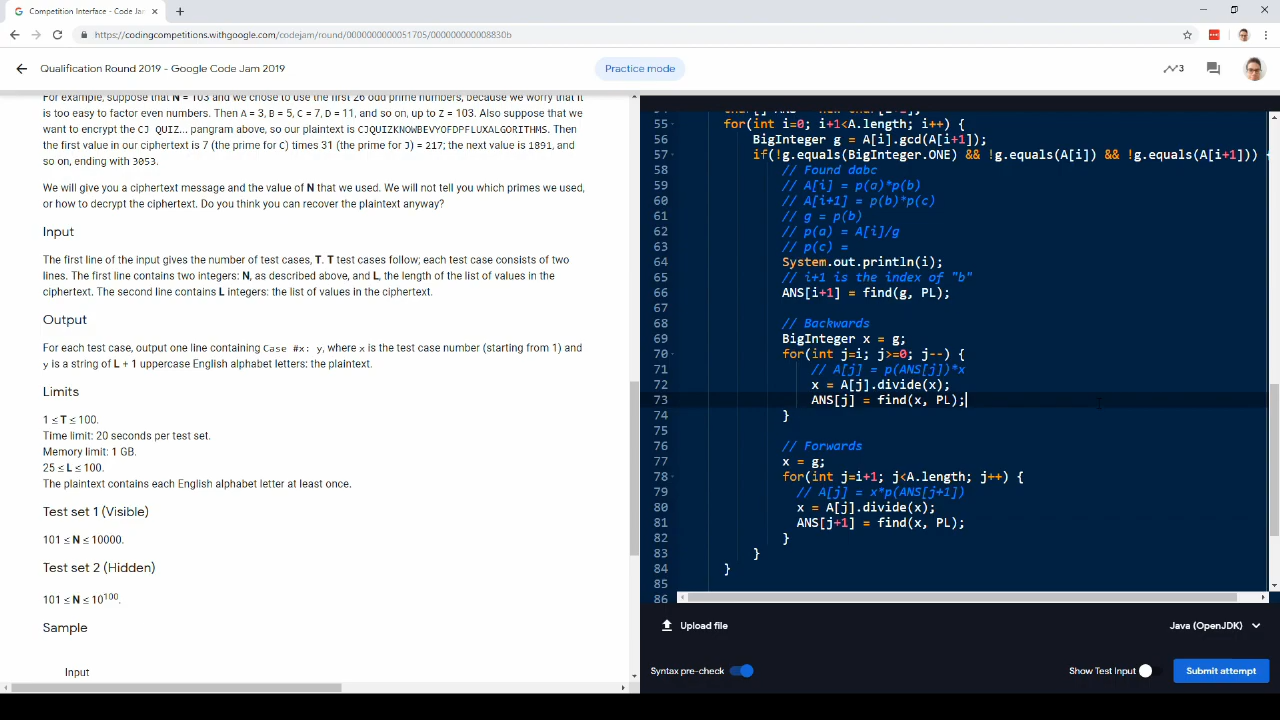 Competition Interface - Code Jar
https://codingcompetitions.withgoogle.com/codejam/round/0000000000051705/000000000008830b
Qualification Round 2019 - Google Code Jam 2019
Practice mode
3
For example, suppose that N = 103 and we chose to use the first 26 odd prime numbers, because we worry that it
is too easy to factor even numbers. Then A = 3, B = 5, C = 7, D = 11, and so on, up to Z = 103. Also suppose that we
want to encrypt the CJ QUIZ... pangram above, so our plaintext is CJQUIZKNOWBEVYOFDPFLUXALGORITHMS. Then
the first value in our ciphertext is 7 (the prime for C) times 31 (the prime for J) = 217; the next value is 1891, and
so on, ending with 3053.
We will give you a ciphertext message and the value of N that we used. We will not tell you which primes we used,
or how to decrypt the ciphertext. Do you think you can recover the plaintext anyway?
Input
The first line of the input gives the number of test cases, T. T test cases follow; each test case consists of two
lines. The first line contains two integers: N, as described above, and L, the length of the list of values in the
ciphertext. The second line contains L integers: the list of values in the ciphertext.
Output
For each test case, output one line containing Case #x: y, where x is the test case number (starting from 1) and
y is a string of L + 1 uppercase English alphabet letters: the plaintext.
Limits
1 ≤ T ≤ 100.
Time limit: 20 seconds per test set.
Memory limit: 1 GB.
25 ≤ L ≤ 100.
The plaintext contains each English alphabet letter at least once.
Test set 1 (Visible)
101 ≤ N ≤ 10000.
Test set 2 (Hidden)
101 ≤ N ≤ 10^100.
Sample
Input
55 for(int i=0; i+1<A.length; i++) {
56 BigInteger g = A[i].gcd(A[i+1]);
57 if(!g.equals(BigInteger.ONE) && !g.equals(A[i]) && !g.equals(A[i+1])) {
58 // Found dabc
59 // A[i] = p(a)*p(b)
60 // A[i+1] = p(b)*p(c)
61 // g = p(b)
62 // p(a) = A[i]/g
63 // p(c) =
64 System.out.println(i);
65 // i+1 is the index of "b"
66 ANS[i+1] = find(g, PL);
67
68 // Backwards
69 BigInteger x = g;
70 for(int j=i; j>=0; j--) {
71 // A[j] = p(ANS[j])*x
72 x = A[j].divide(x);
73 ANS[j] = find(x, PL);
74 }
75
76 // Forwards
77 x = g;
78 for(int j=i+1; j<A.length; j++) {
79 // A[j] = x*p(ANS[j+1])
80 x = A[j].divide(x);
81 ANS[j+1] = find(x, PL);
82 }
83 }
84 }
85
86
Upload file
Java (OpenJDK)
Syntax pre-check
Show Test Input
Submit attempt